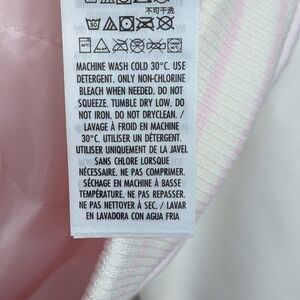 不可干洗
MACHINE WASH COLD 30°C. USE
DETERGENT. ONLY NON-CHLORINE
BLEACH WHEN NEEDED. DO NOT
SQUEEZE. TUMBLE DRY LOW. DO
NOT IRON. DO NOT DRYCLEAN. /
LAVAGE À FROID EN MACHINE
30°C. UTILISER UN DÉTERGENT.
UTILISER UNIQUEMENT DE LA JAVEL
SANS CHLORE LORSQUE
NÉCESSAIRE. NE PAS COMPRIMER.
SÉCHAGE EN MACHINE À BASSE
TEMPÉRATURE. NE PAS REPASSER.
NE PAS NETTOYER À SEC. / LAVAR
EN LAVADORA CON AGUA FRIA